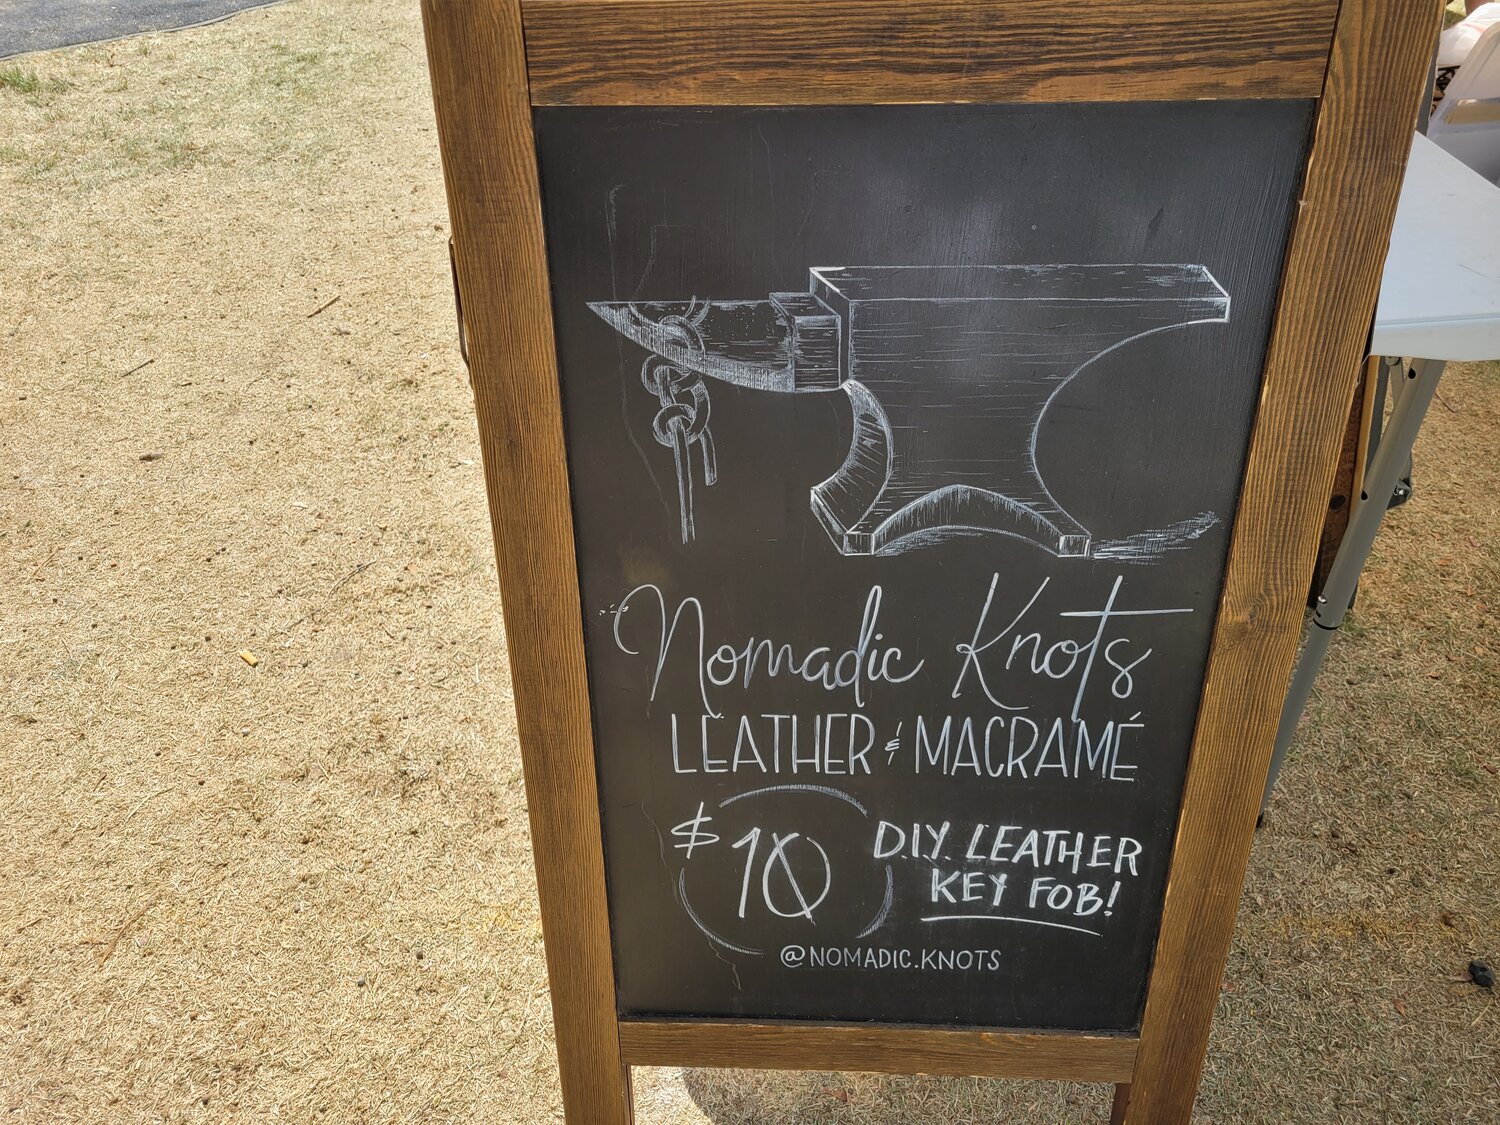 Nomadic Knots
LEATHER & MACRAMÉ
$10 D.I.Y. LEATHER
KEY FOB!
@NOMADIC.KNOTS